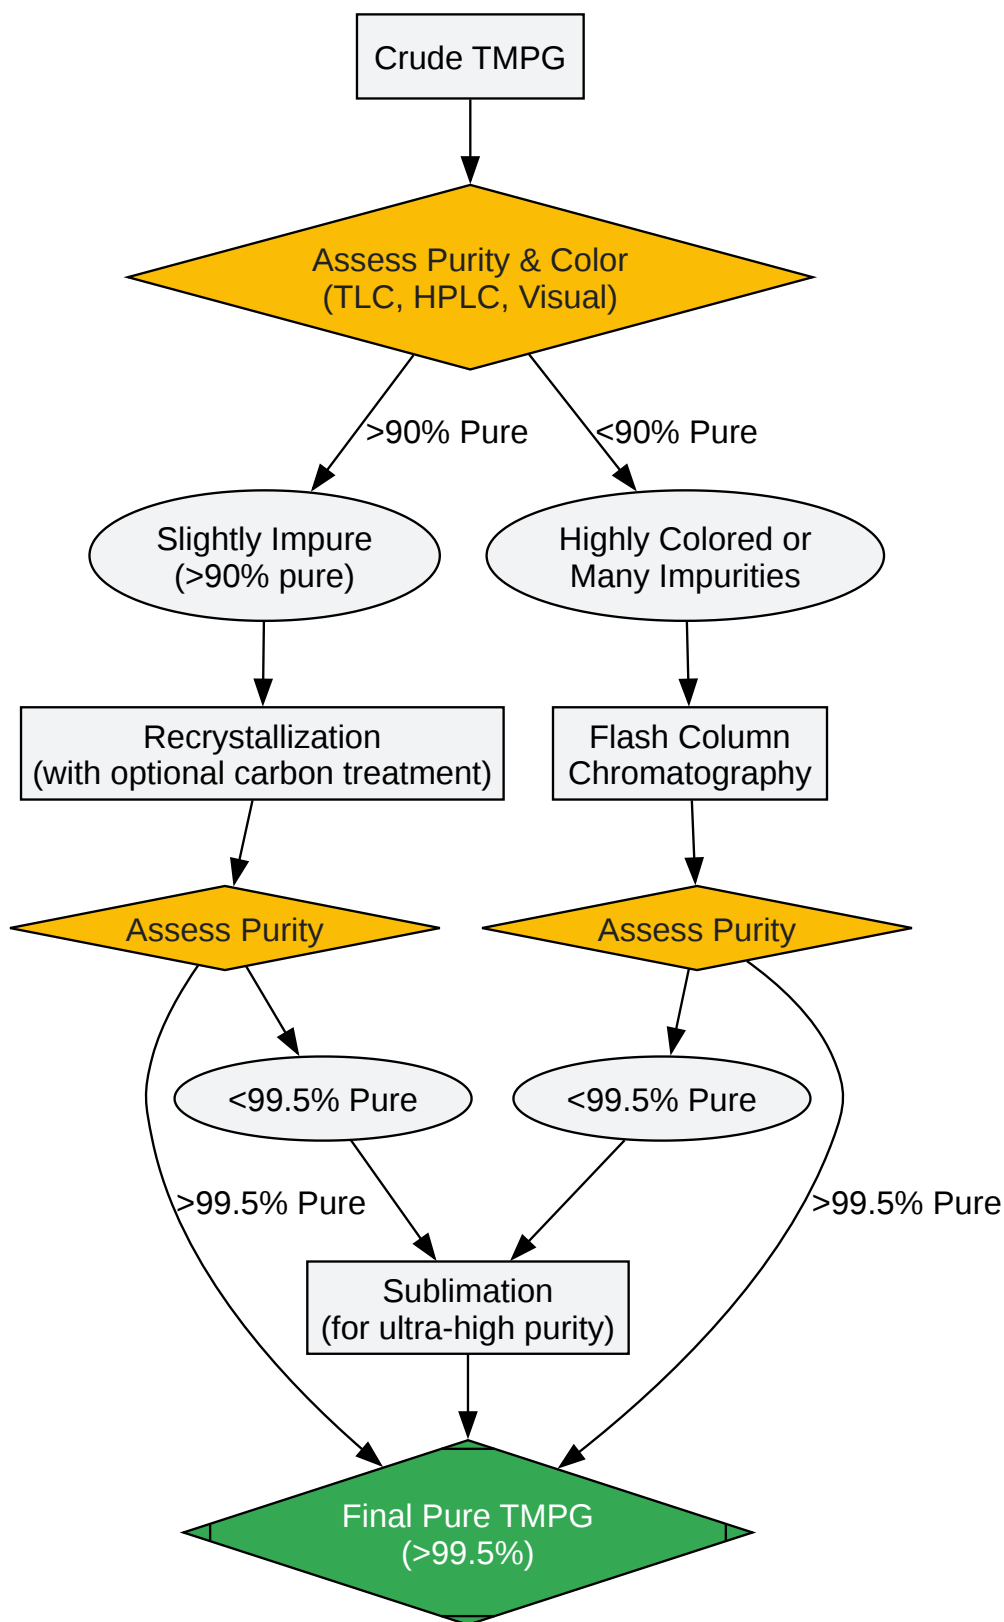 Crude TMPG
Assess Purity & Color
(TLC, HPLC, Visual)
>90% Pure
<90% Pure
Slightly Impure
(>90% pure)
Highly Colored or
Many Impurities
Recrystallization
(with optional carbon treatment)
Flash Column
Chromatography
Assess Purity
Assess Purity
<99.5% Pure
<99.5% Pure
>99.5% Pure
>99.5% Pure
Sublimation
(for ultra-high purity)
Final Pure TMPG
(>99.5%)